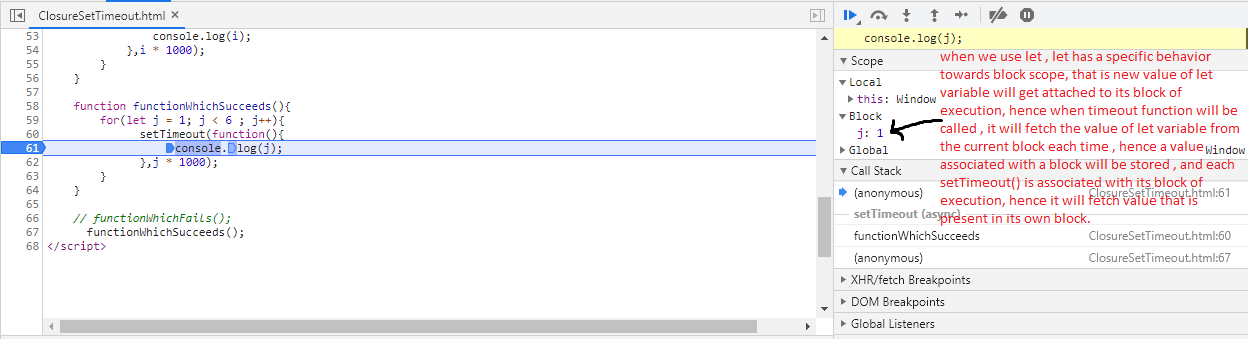 ClosureSetTimeout.html ×
53 console.log(i);
54 },i * 1000);
55 }
56 }
57
58 function functionWhichSucceeds(){
59 for(let j = 1; j < 6 ; j++){
60 setTimeout(function(){
61 console.log(j);
62 },j * 1000);
63 }
64 }
65
66 // functionWhichFails();
67 functionWhichSucceeds();
68 </script>
console.log(j);
Scope
Local
this: Window
Block
j: 1
Global
Window
when we use let , let has a specific behavior
towards block scope, that is new value of let
variable will get attached to its block of
execution, hence when timeout function will be
called , it will fetch the value of let variable from
the current block each time , hence a value
associated with a block will be stored , and each
setTimeout() is associated with its block of
execution, hence it will fetch value that is
present in its own block.
Call Stack
(anonymous) ClosureSetTimeout.html:61
setTimeout (async)
functionWhichSucceeds ClosureSetTimeout.html:60
(anonymous) ClosureSetTimeout.html:67
XHR/fetch Breakpoints
DOM Breakpoints
Global Listeners